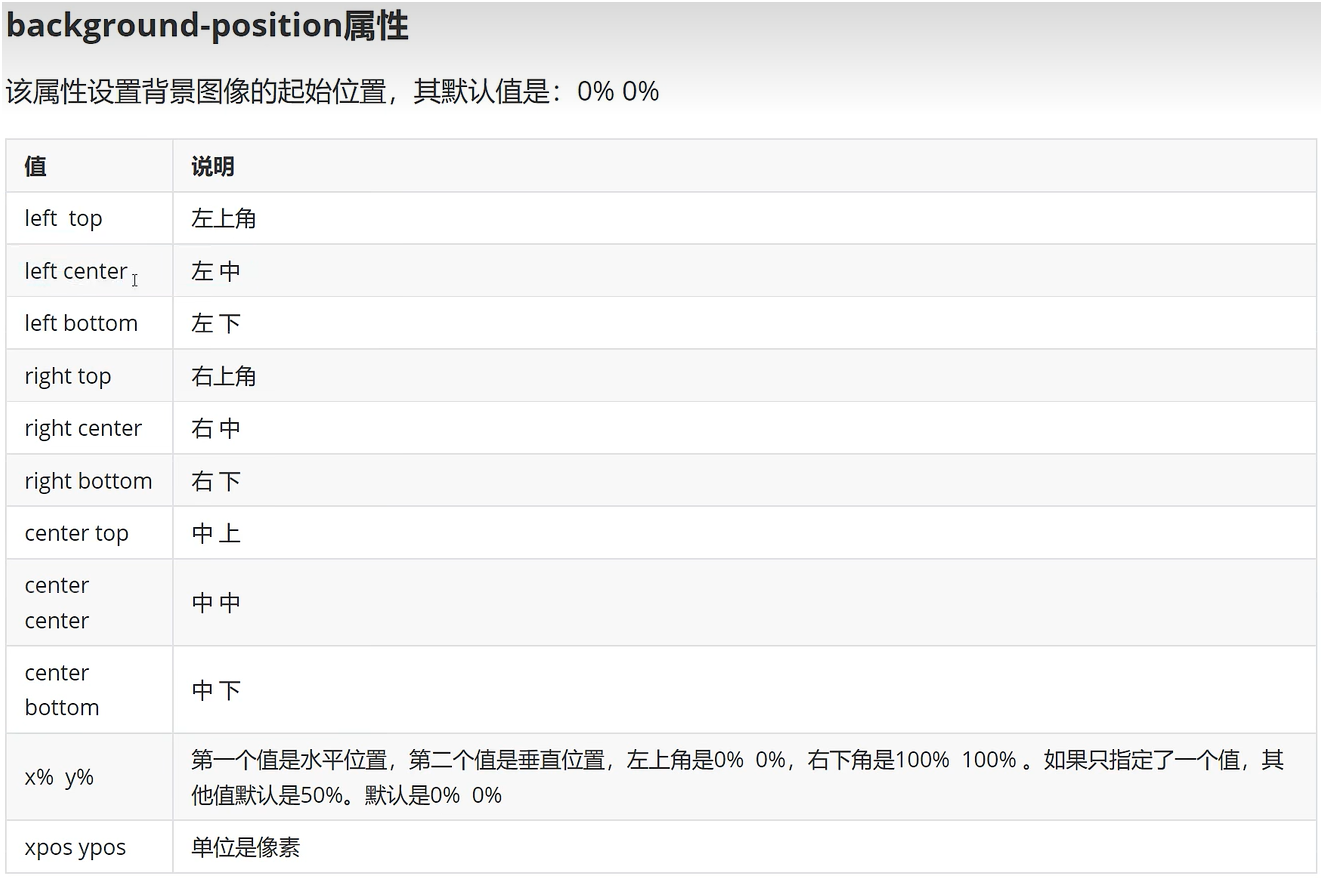 background-position属性
该属性设置背景图像的起始位置，其默认值是：0% 0%
值 说明
left top 左上角
left center 左 中
left bottom 左 下
right top 右上角
right center 右 中
right bottom 右 下
center top 中 上
center
center
中 中
center
bottom
中 下
x% y%
第一个值是水平位置，第二个值是垂直位置，左上角是0% 0%，右下角是100% 100% 。如果只指定了一个值，其
他值默认是50%。默认是0% 0%
xpos ypos 单位是像素